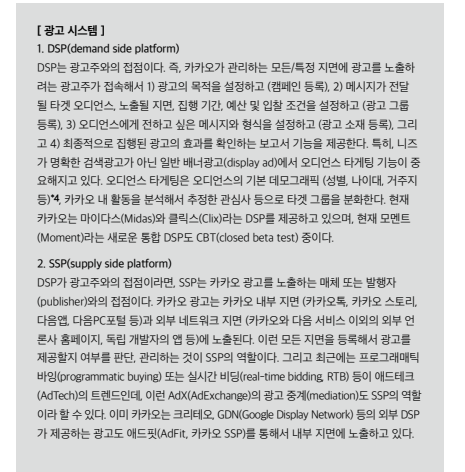 [ 광고 시스템 ]
1. DSP(demand side platform)
DSP는 광고주와의 접점이다. 즉, 카카오가 관리하는 모든/특정 지면에 광고를 노출하
려는 광고주가 접속해서 1) 광고의 목적을 설정하고 (캠페인 등록), 2) 메시지가 전달
될 타겟 오디언스, 노출될 지면, 집행 기간, 예산 및 입찰 조건을 설정하고 (광고 그룹
등록), 3) 오디언스에게 전하고 싶은 메시지와 형식을 설정하고 (광고 소재 등록), 그리
고 4) 최종적으로 집행된 광고의 효과를 확인하는 보고서 기능을 제공한다. 특히, 니즈
가 명확한 검색광고가 아닌 일반 배너광고(display ad)에서 오디언스 타게팅 기능이 중
요해지고 있다. 오디언스 타게팅은 오디언스의 기본 데모그래픽 (성별, 나이대, 거주지
등)*4, 카카오 내 활동을 분석해서 추정한 관심사 등으로 타겟 그룹을 분화한다. 현재
카카오는 마이다스(Midas)와 클릭스(Clix)라는 DSP를 제공하고 있으며, 현재 모멘트
(Moment)라는 새로운 통합 DSP도 CBT(closed beta test) 중이다.
2. SSP(supply side platform)
DSP가 광고주와의 접점이라면, SSP는 카카오 광고를 노출하는 매체 또는 발행자
(publisher)와의 접점이다. 카카오 광고는 카카오 내부 지면 (카카오톡, 카카오 스토리,
다음앱, 다음PC포털 등)과 외부 네트워크 지면 (카카오와 다음 서비스 이외의 외부 언
론사 홈페이지, 독립 개발자의 앱 등)에 노출된다. 이런 모든 지면을 등록해서 광고를
제공할지 여부를 판단, 관리하는 것이 SSP의 역할이다. 그리고 최근에는 프로그래매틱
바잉(programmatic buying) 또는 실시간 비딩(real-time bidding, RTB) 등이 애드테크
(AdTech)의 트렌드인데, 이런 AdX(AdExchange)의 광고 중계(mediation)도 SSP의 역할
이라 할 수 있다. 이미 카카오는 크리테오, GDN(Google Display Network) 등의 외부 DSP
가 제공하는 광고도 애드핏(AdFit, 카카오 SSP)를 통해서 내부 지면에 노출하고 있다.